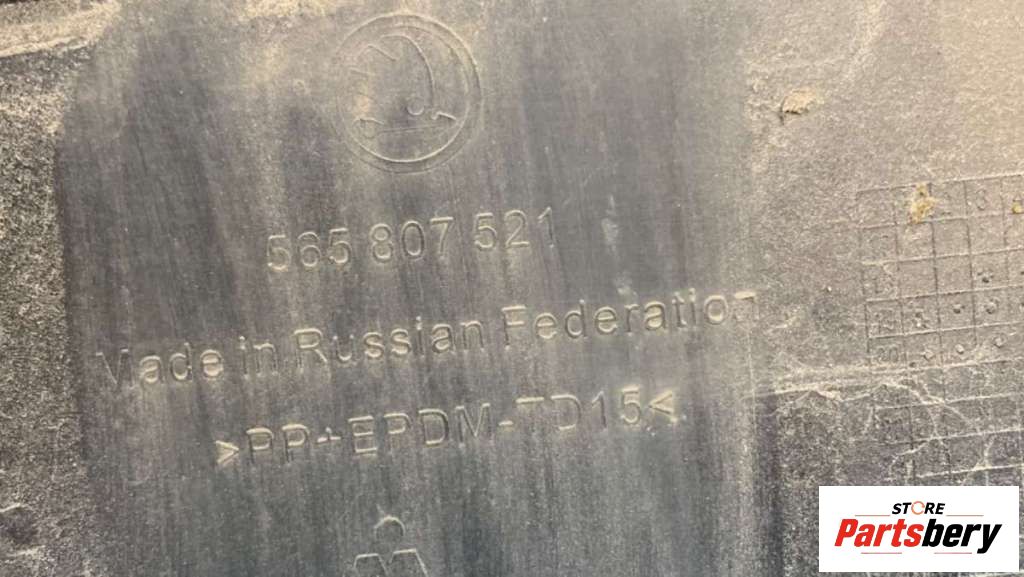 565 807 521
Made in Russian Federation
>PP+EPDM-TD15<
STORE
Partsbery